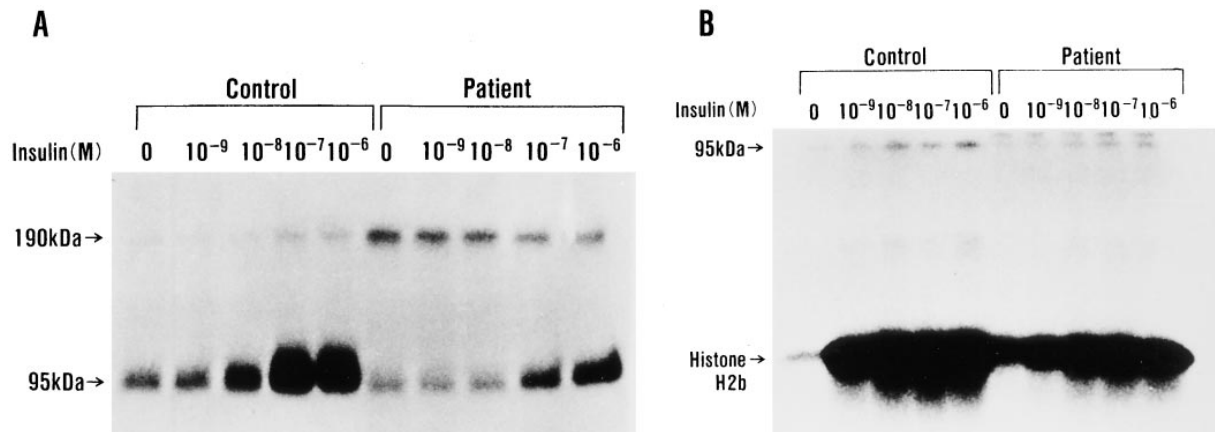 A
Control Patient
Insulin(M) 0 10⁻⁹ 10⁻⁸ 10⁻⁷ 10⁻⁶ 0 10⁻⁹ 10⁻⁸ 10⁻⁷ 10⁻⁶
190kDa→
95kDa→
B
Control Patient
Insulin(M) 0 10⁻⁹ 10⁻⁸ 10⁻⁷ 10⁻⁶ 0 10⁻⁹ 10⁻⁸ 10⁻⁷ 10⁻⁶
95kDa→
Histone→
H2b